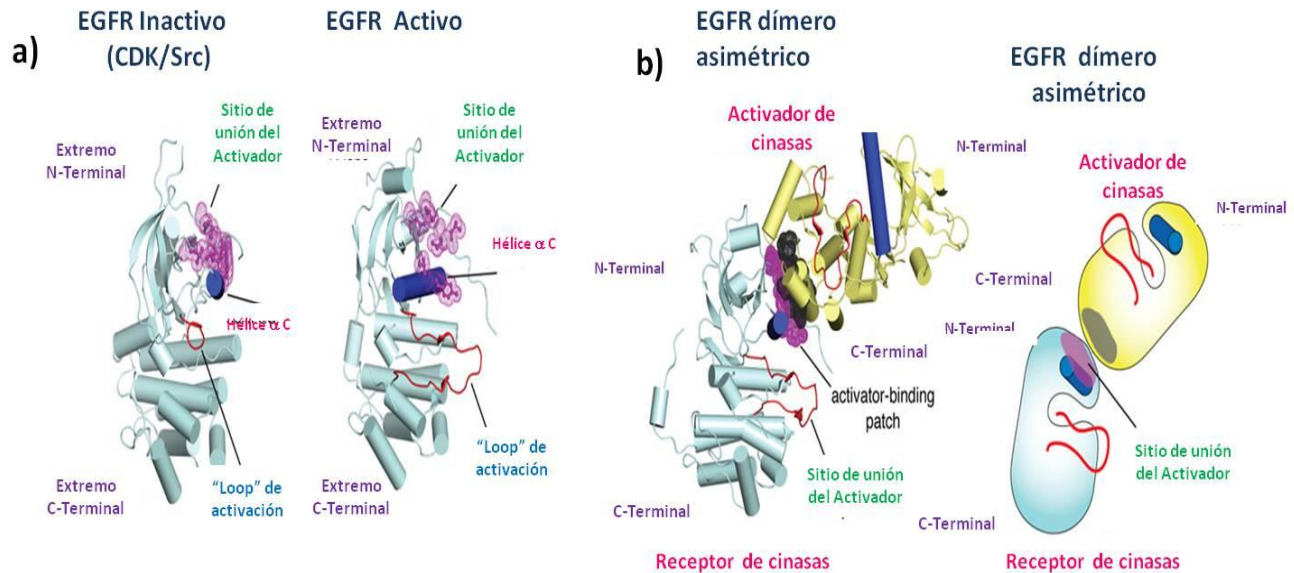 a)
EGFR Inactivo
(CDK/Src)
Sitio de
unión del
Activador
Extremo
N-Terminal
Hélice α C
Extremo
C-Terminal
"Loop" de
activación
EGFR Activo
Extremo
N-Terminal
Sitio de
unión del
Activador
Hélice α C
"Loop" de
activación
Extremo
C-Terminal
b)
EGFR dímero
asimétrico
Activador de
cinasas
N-Terminal
N-Terminal
C-Terminal
activator-binding
patch
Sitio de unión
del Activador
C-Terminal
Receptor de cinasas
EGFR dímero
asimétrico
Activador de
cinasas
N-Terminal
C-Terminal
N-Terminal
Sitio de unión
del Activador
C-Terminal
Receptor de cinasas